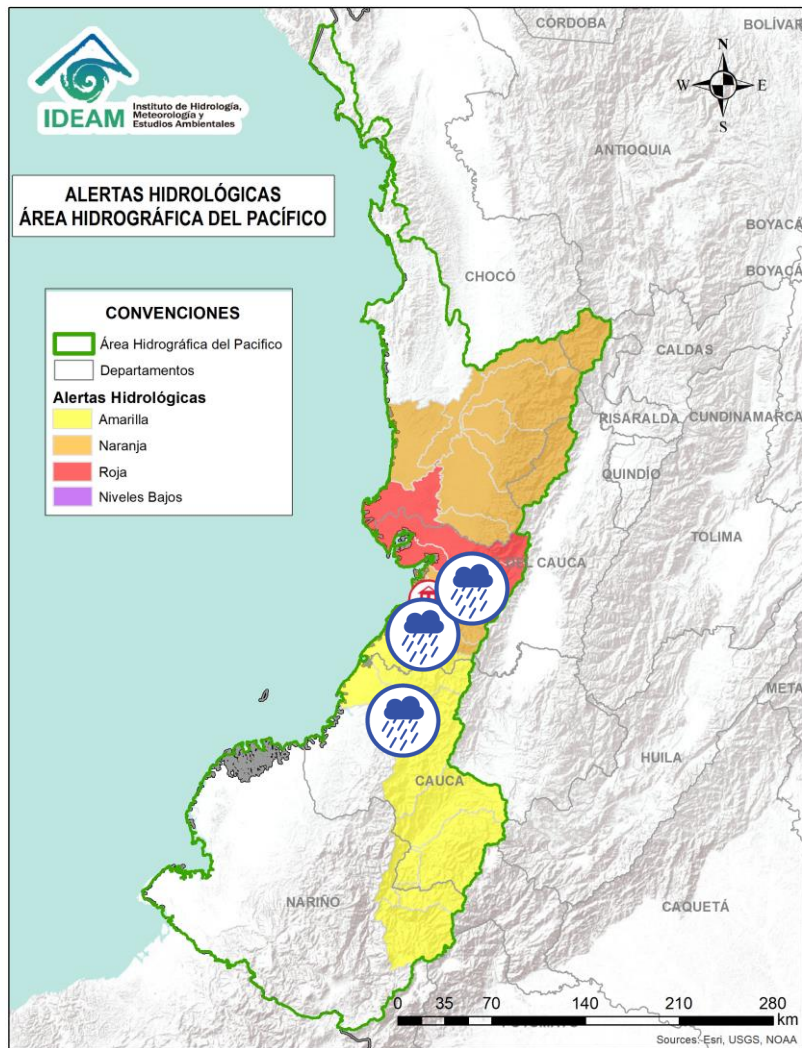 CÓRDOBA
BOLÍVAR
N
W
E
S
IDEAM
Instituto de Hidrología,
Meteorología y
Estudios Ambientales
ANTIOQUIA
ALERTAS HIDROLÓGICAS
ÁREA HIDROGRÁFICA DEL PACÍFICO
BOYACÁ
CHOCÓ
BOYACÁ
CONVENCIONES
Área Hidrográfica del Pacifico
Departamentos
Alertas Hidrológicas
Amarilla
Naranja
Roja
Niveles Bajos
CALDAS
RISARALDA
CUNDINAMARCA
QUINDÍO
TOLIMA
DEL CAUCA
META
HUILA
CAUCA
NARIÑO
CAQUETÁ
0 35 70 140 210 280
km
Sources: Esri, USGS, NOAA